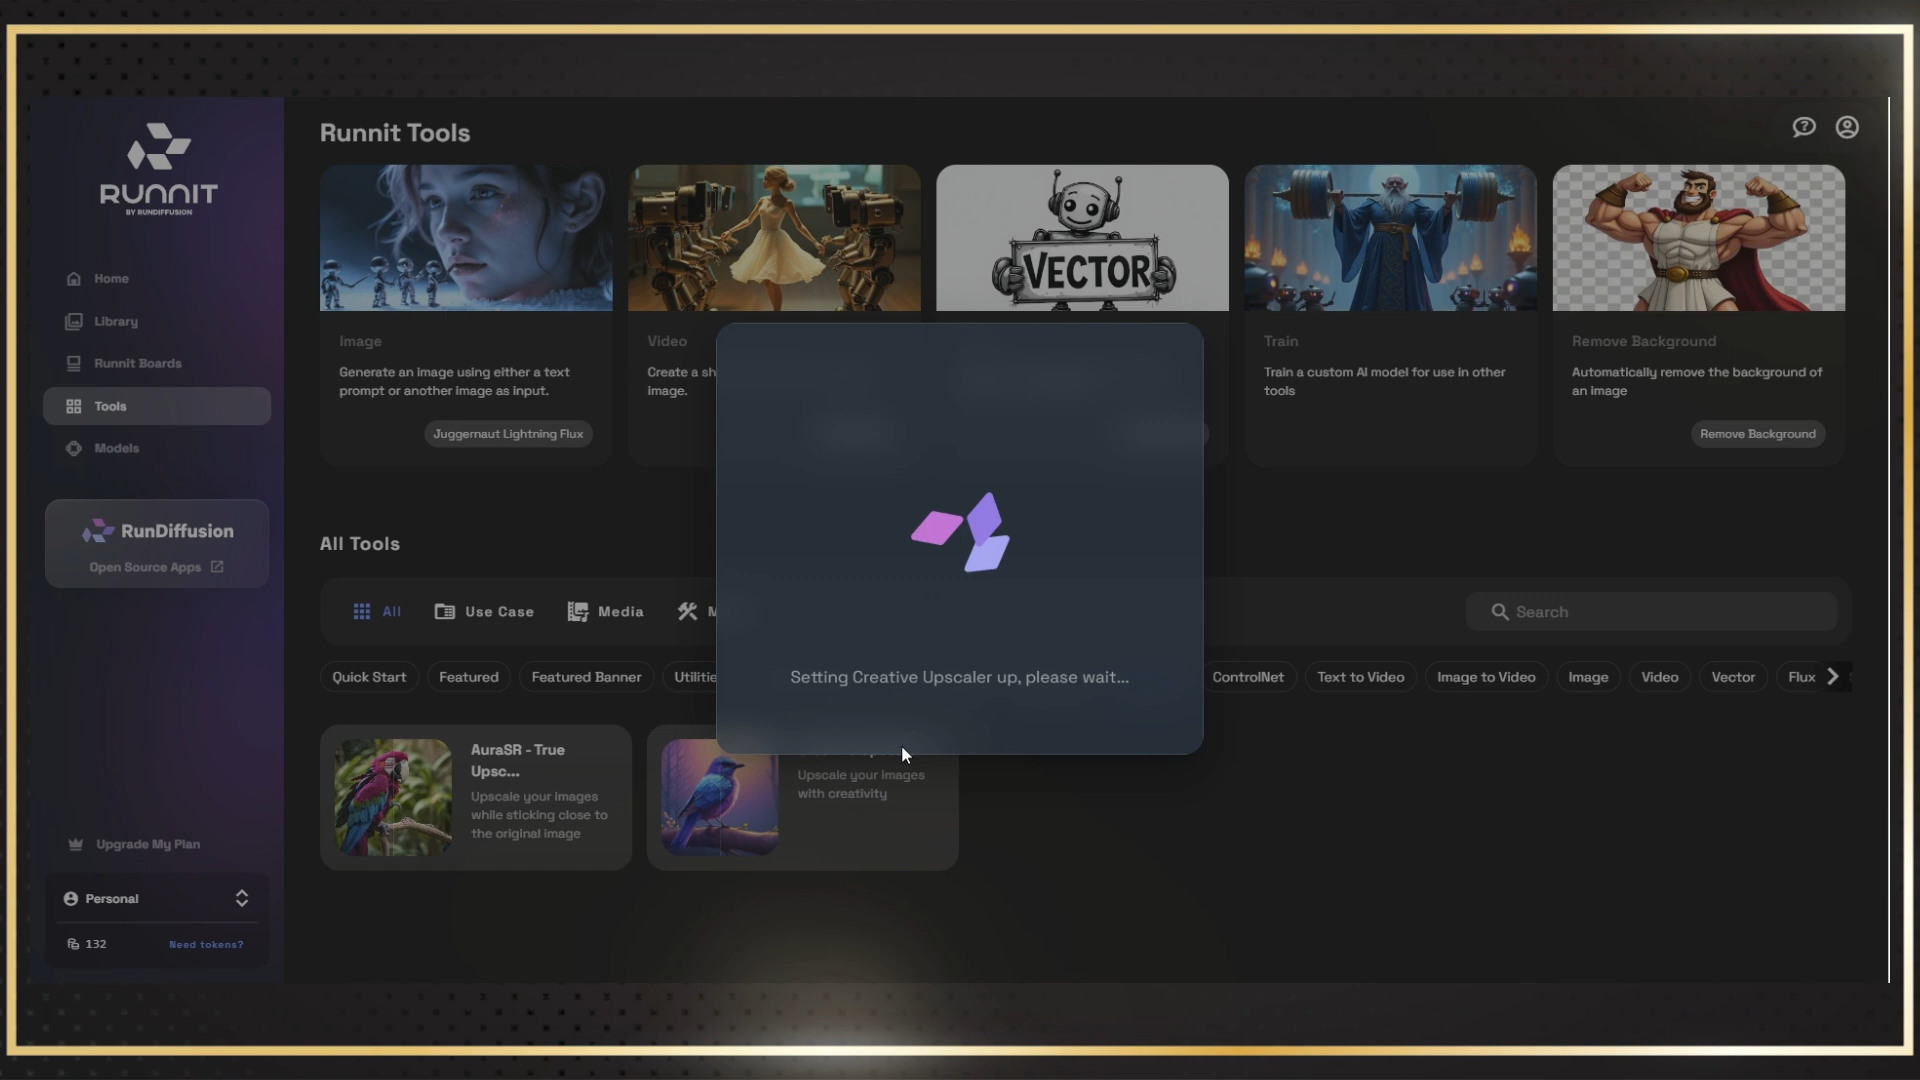 RUNNIT
BY RUNDIFFUSION
Home
Library
Runnit Boards
Tools
Models
RunDiffusion
Open Source Apps
Upgrade My Plan
Personal
132
Need tokens?
Runnit Tools
VECTOR
Image
Generate an image using either a text
prompt or another image as input.
Juggernaut Lightning Flux
Video
Create a sh
image.
Train
Train a custom AI model for use in other
tools
Remove Background
Automatically remove the background of
an image
Remove Background
Setting Creative Upscaler up, please wait...
All Tools
All
Use Case
Media
Search
Quick Start
Featured
Featured Banner
Utilitie
ControlNet
Text to Video
Image to Video
Image
Video
Vector
Flux
AuraSR - True
Upsc...
Upscale your images
while sticking close to
the original image
Upscale your images
with creativity